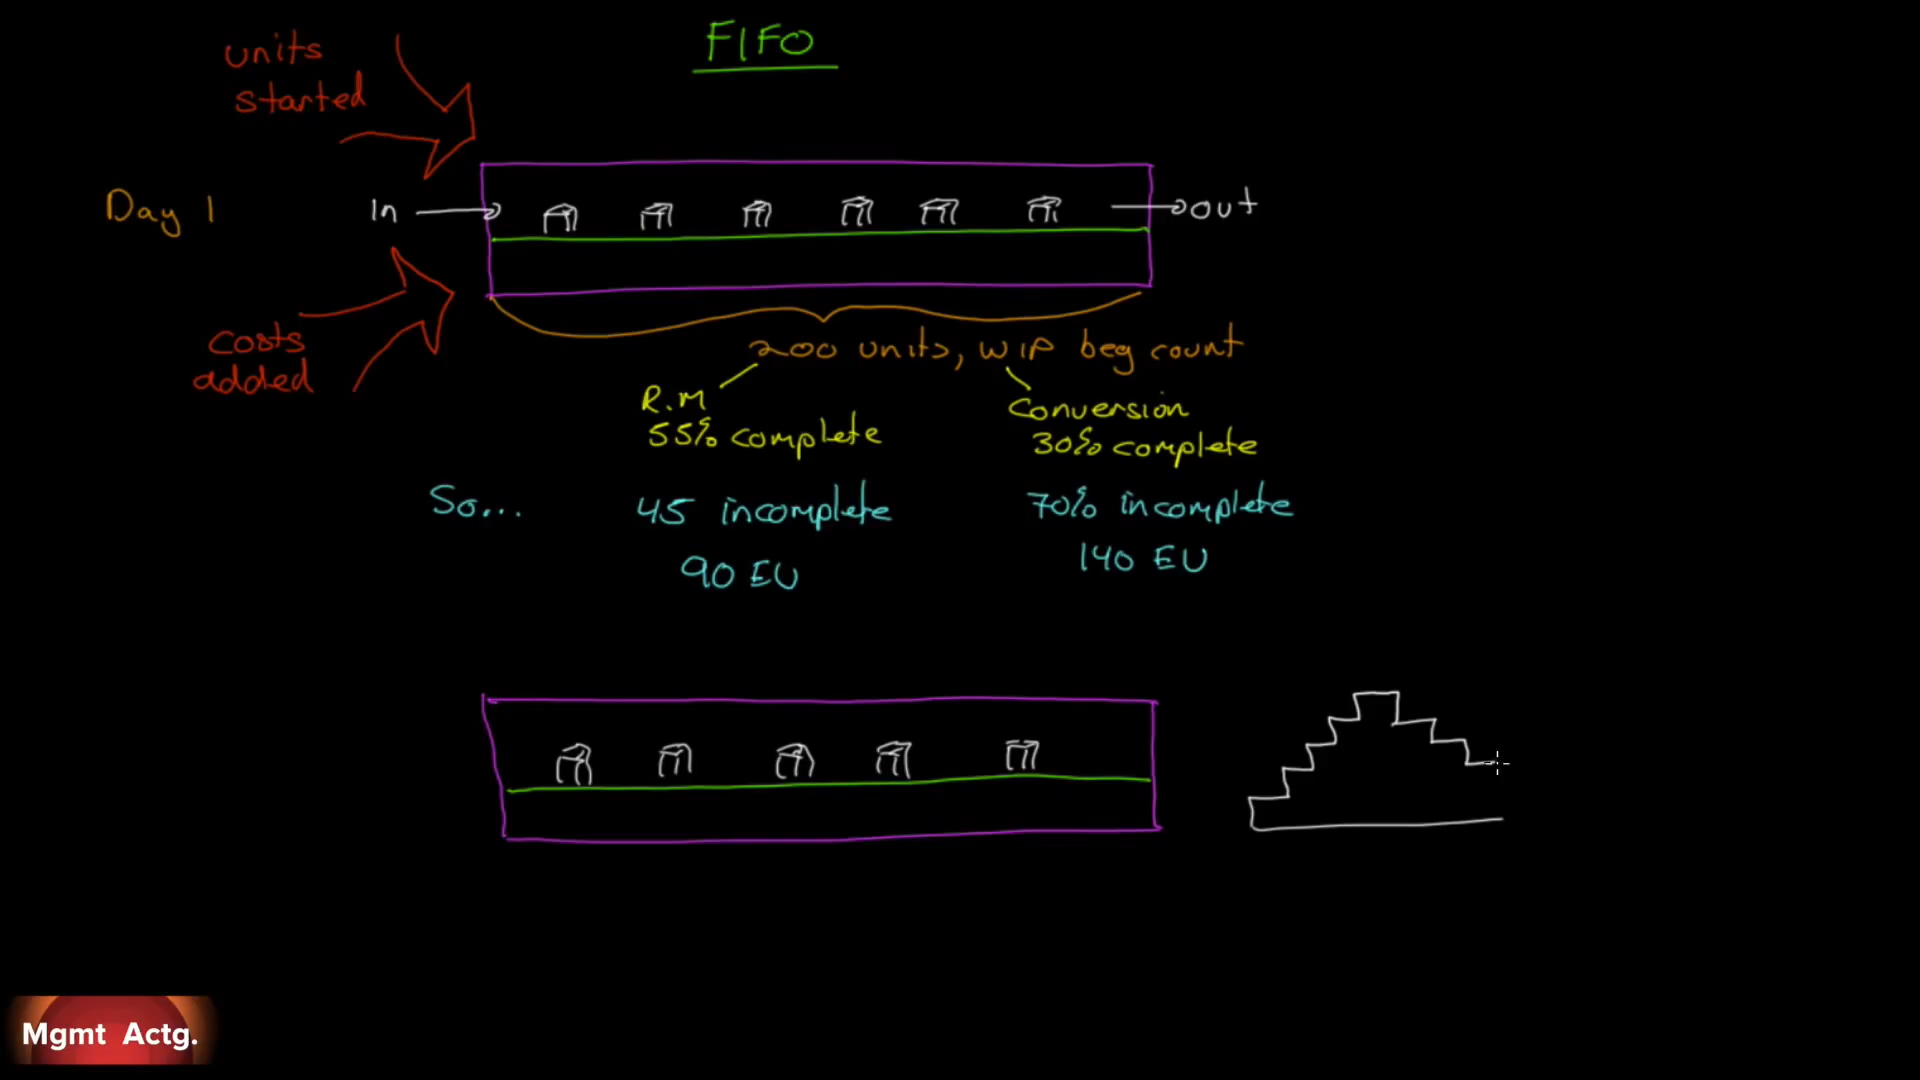 FIFO
units
started
Day 1
In
out
costs
added
200 units, WIP beg count
R.M
55% complete
Conversion
30% complete
So...
45 incomplete
70% incomplete
90 EU
140 EU
Mgmt Actg.